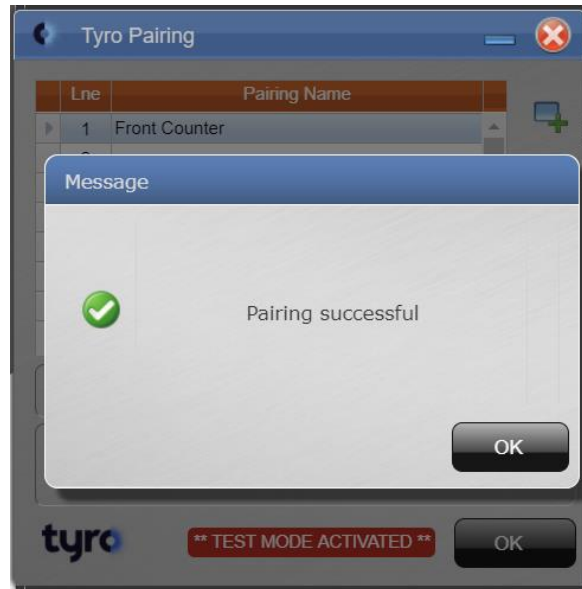 Tyro Pairing
Lne Pairing Name
1 Front Counter
Message
Pairing successful
OK
tyro ** TEST MODE ACTIVATED ** OK